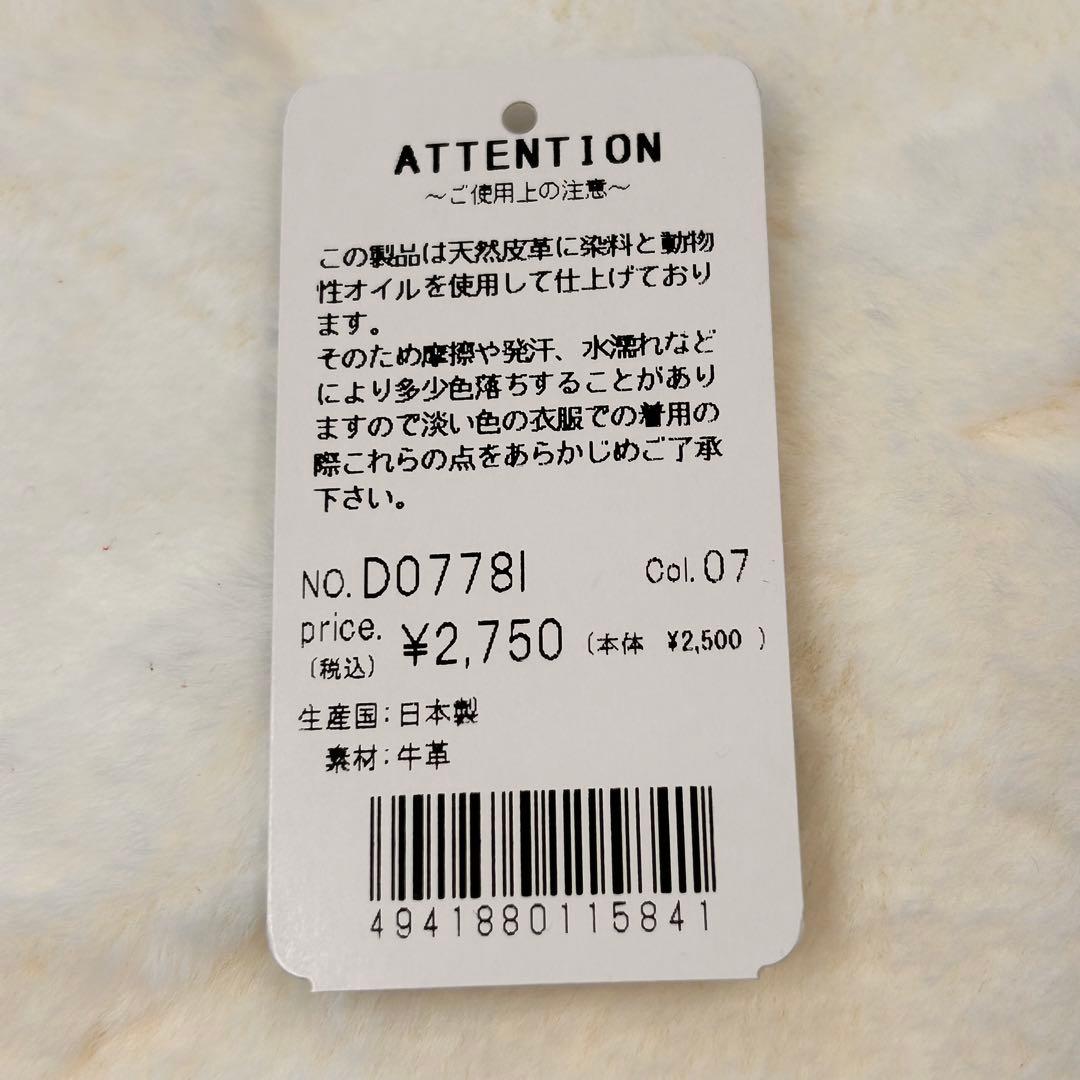 ATTENTION
～ご使用上の注意～
この製品は天然皮革に染料と動物
性オイルを使用して仕上げており
ます。
そのため摩擦や発汗、水濡れなど
により多少色落ちすることがあり
ますので淡い色の衣服での着用の
際これらの点をあらかじめご了承
下さい。
NO. D07781 Col. 07
price. (税込) ¥2,750 (本体 ¥2,500 )
生産国:日本製
素材:牛革
4941880115841